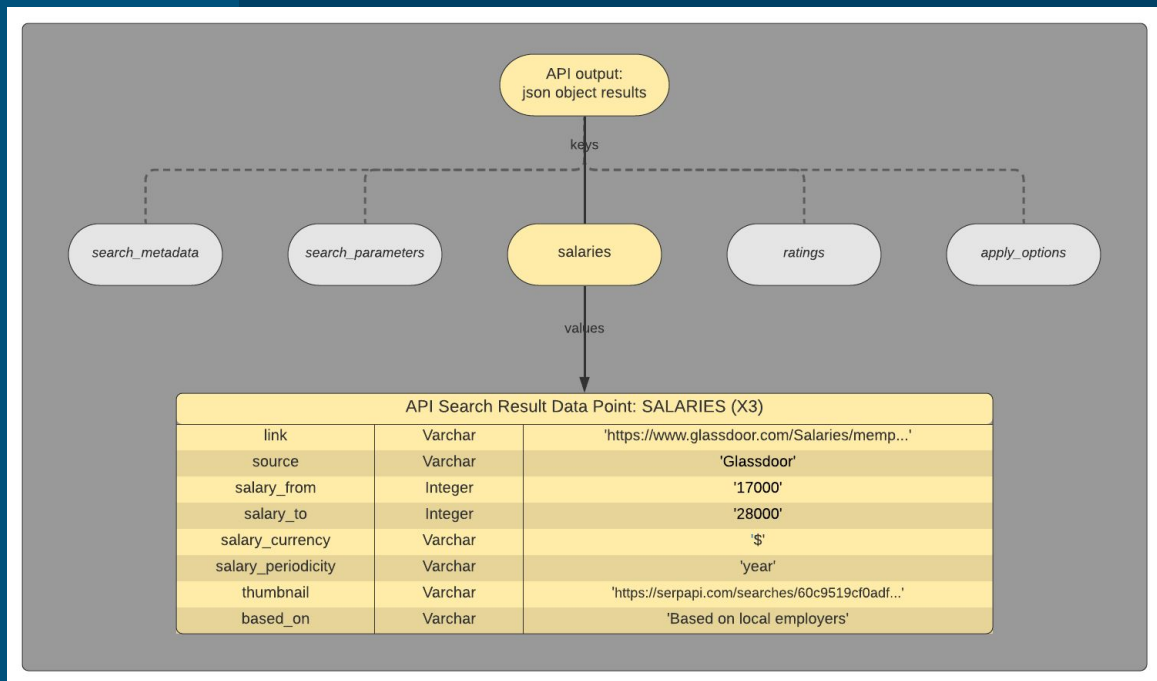 API output:
json object results
keys
search_metadata
search_parameters
salaries
ratings
apply_options
values
API Search Result Data Point: SALARIES (X3)
link Varchar 'https://www.glassdoor.com/Salaries/memp...'
source Varchar 'Glassdoor'
salary_from Integer '17000'
salary_to Integer '28000'
salary_currency Varchar '$'
salary_periodicity Varchar 'year'
thumbnail Varchar 'https://serpapi.com/searches/60c9519cf0adf...'
based_on Varchar 'Based on local employers'